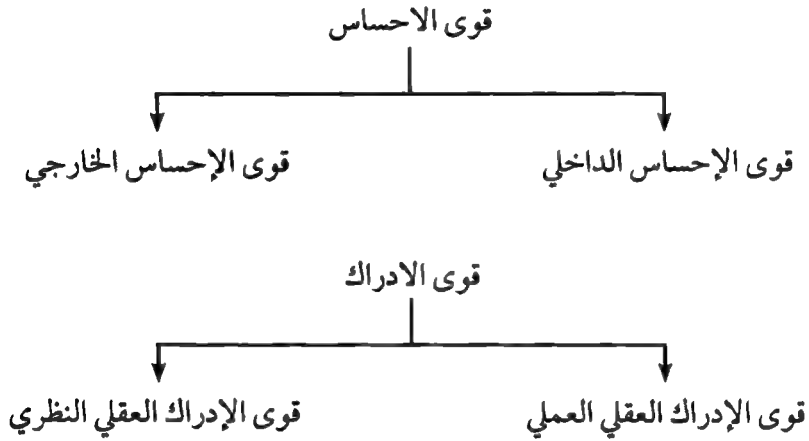 قوى الاحساس
قوى الإحساس الداخلي
قوى الإحساس الخارجي
قوى الادراك
قوى الإدراك العقلي العملي
قوى الإدراك العقلي النظري